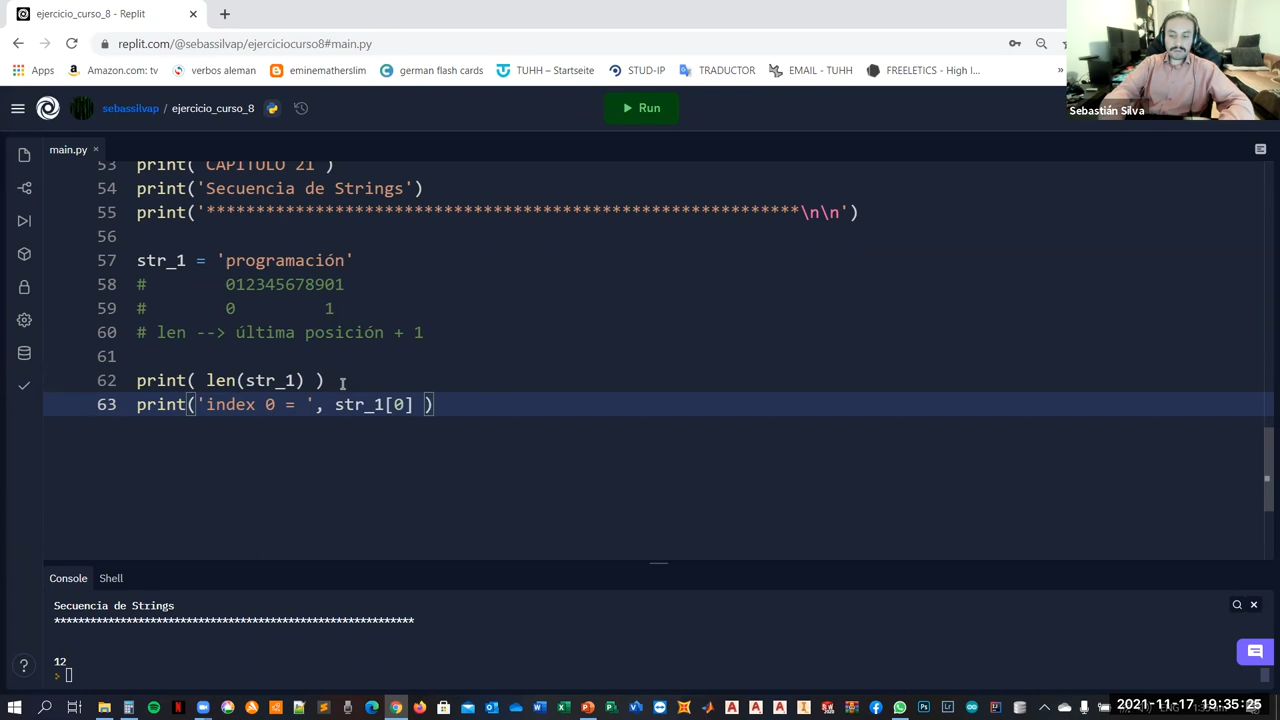 ejercicio_curso_8 - Replit
replit.com/@sebassilvap/ejerciciocurso8#main.py
Apps
Amazon.com: tv
verbos aleman
eminematherslim
german flash cards
TUHH – Startseite
STUD-IP
TRADUCTOR
EMAIL - TUHH
FREELETICS - High I...
»
Sebastián Silva
sebassilvap / ejercicio_curso_8
Run
main.py
53 print('CAPITULO 21')
54 print('Secuencia de Strings')
55 print('************************************************************\n\n')
56
57 str_1 = 'programación'
58 #        012345678901
59 #        0         1
60 # len --> última posición + 1
61
62 print( len(str_1) )
63 print('index 0 = ', str_1[0] )
Console
Shell
Secuencia de Strings
************************************************************
12
>
2021-11-17 19:35:25